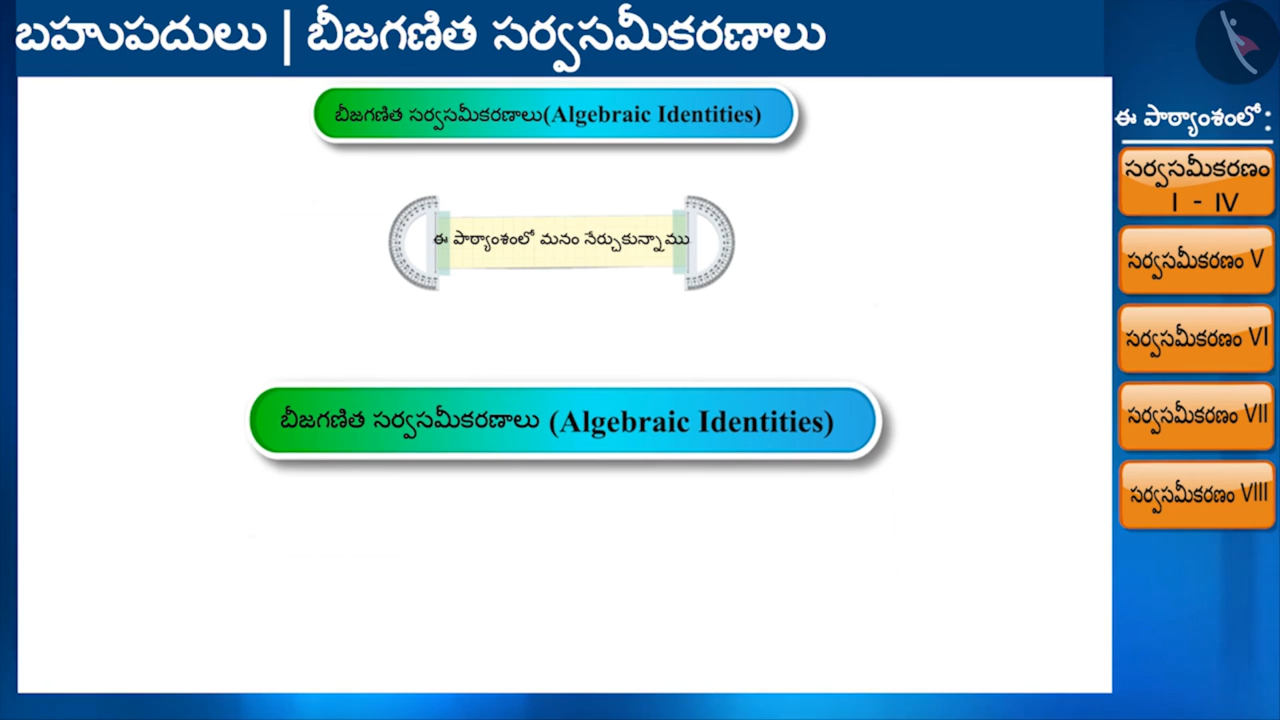 బహుపదులు | బీజగణిత సర్వసమీకరణాలు
బీజగణిత సర్వసమీకరణాలు(Algebraic Identities)
ఈ పాఠ్యాంశంలో మనం నేర్చుకున్నాము
బీజగణిత సర్వసమీకరణాలు (Algebraic Identities)
ఈ పాఠ్యాంశంలో:
సర్వసమీకరణం
I - IV
సర్వసమీకరణం V
సర్వసమీకరణం VI
సర్వసమీకరణం VII
సర్వసమీకరణం VIII